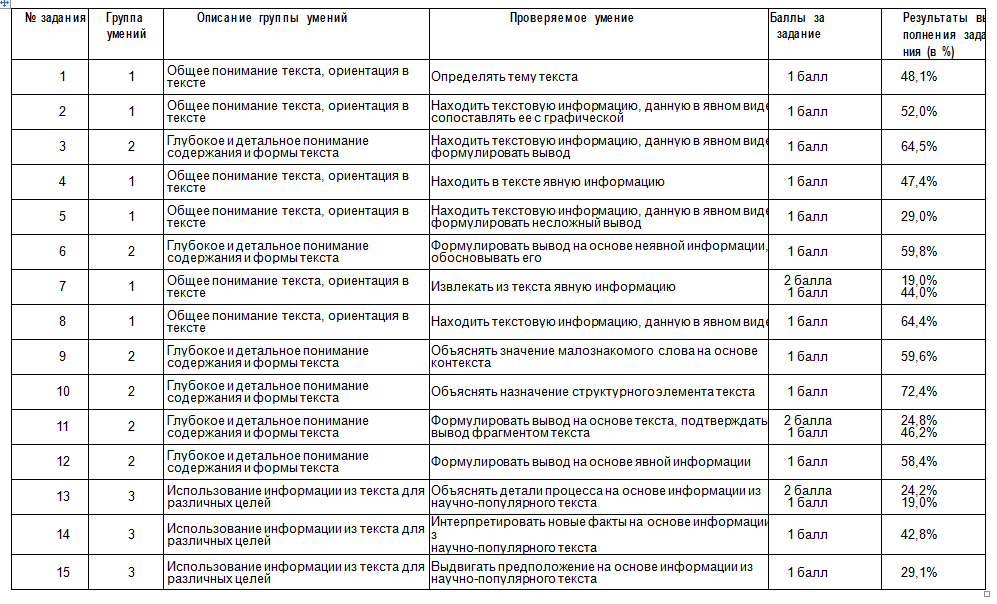 № задания Группа умений Описание группы умений Проверяемое умение Баллы за задание Результаты вы полнения зада ния (в %)
1 1 Общее понимание текста, ориентация в тексте Определять тему текста 1 балл 48,1%
2 1 Общее понимание текста, ориентация в тексте Находить текстовую информацию, данную в явном виде сопоставлять ее с графической 1 балл 52,0%
3 2 Глубокое и детальное понимание содержания и формы текста Находить текстовую информацию, данную в явном виде формулировать вывод 1 балл 64,5%
4 1 Общее понимание текста, ориентация в тексте Находить в тексте явную информацию 1 балл 47,4%
5 1 Общее понимание текста, ориентация в тексте Находить текстовую информацию, данную в явном виде формулировать несложный вывод 1 балл 29,0%
6 2 Глубокое и детальное понимание содержания и формы текста Формулировать вывод на основе неявной информации, обосновывать его 1 балл 59,8%
7 1 Общее понимание текста, ориентация в тексте Извлекать из текста явную информацию 2 балла 1 балл 19,0% 44,0%
8 1 Общее понимание текста, ориентация в тексте Находить текстовую информацию, данную в явном виде 1 балл 64,4%
9 2 Глубокое и детальное понимание содержания и формы текста Объяснять значение малознакомого слова на основе контекста 1 балл 59,6%
10 2 Глубокое и детальное понимание содержания и формы текста Объяснять назначение структурного элемента текста 1 балл 72,4%
11 2 Глубокое и детальное понимание содержания и формы текста Формулировать вывод на основе текста, подтверждать вывод фрагментом текста 2 балла 1 балл 24,8% 46,2%
12 2 Глубокое и детальное понимание содержания и формы текста Формулировать вывод на основе явной информации 1 балл 58,4%
13 3 Использование информации из текста для различных целей Объяснять детали процесса на основе информации из научно-популярного текста 2 балла 1 балл 24,2% 19,0%
14 3 Использование информации из текста для различных целей Интерпретировать новые факты на основе информации з научно-популярного текста 1 балл 42,8%
15 3 Использование информации из текста для различных целей Выдвигать предположение на основе информации из научно-популярного текста 1 балл 29,1%